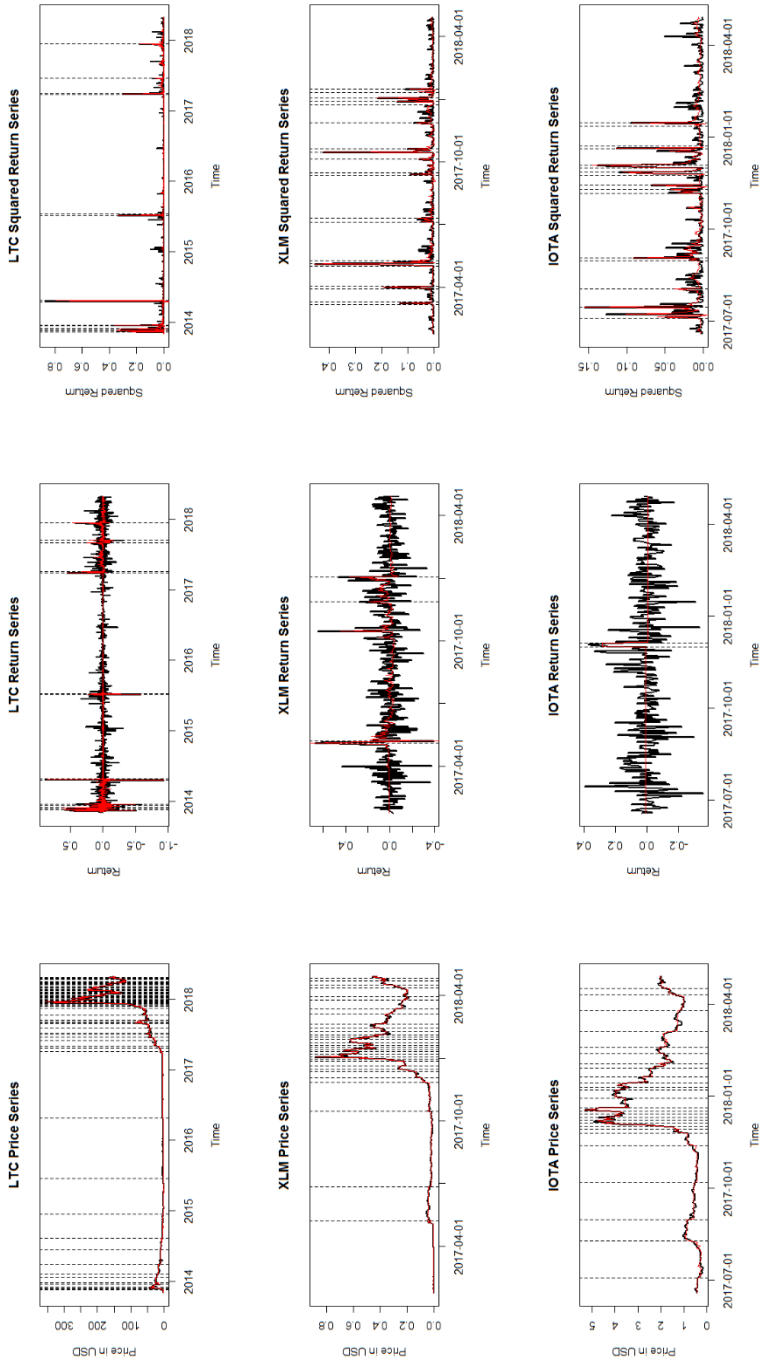 LTC Price Series
Price in USD
0 100 200 300
2014 2015 2016 2017 2018
Time
LTC Return Series
Return
-1.0 -0.5 0.0 0.5
2014 2015 2016 2017 2018
Time
LTC Squared Return Series
Squared Return
0.0 0.2 0.4 0.6 0.8
2014 2015 2016 2017 2018
Time
XLM Price Series
Price in USD
0.0 0.2 0.4 0.6 0.8
2017-04-01 2017-10-01 2018-04-01
Time
XLM Return Series
Return
-0.4 0.0 0.4
2017-04-01 2017-10-01 2018-04-01
Time
XLM Squared Return Series
Squared Return
0.0 0.1 0.2 0.3 0.4
2017-04-01 2017-10-01 2018-04-01
Time
IOTA Price Series
Price in USD
0 1 2 3 4 5
2017-07-01 2017-10-01 2018-01-01 2018-04-01
Time
IOTA Return Series
Return
-0.2 0.0 0.2 0.4
2017-07-01 2017-10-01 2018-01-01 2018-04-01
Time
IOTA Squared Return Series
Squared Return
0.00 0.05 0.10 0.15
2017-07-01 2017-10-01 2018-01-01 2018-04-01
Time